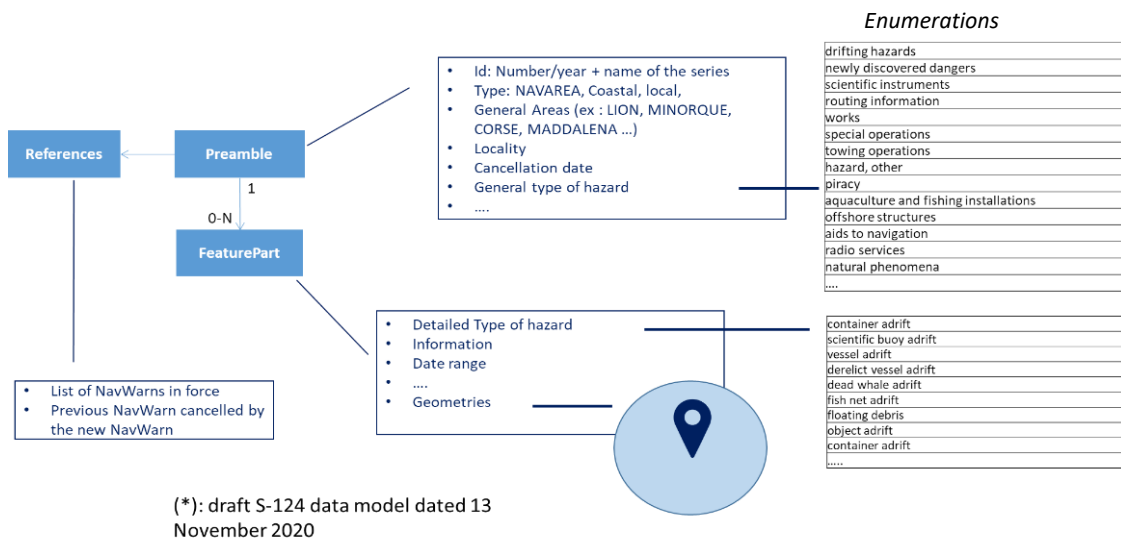 Enumerations
drifting hazards
newly discovered dangers
scientific instruments
routing information
works
special operations
towing operations
hazard, other
piracy
aquaculture and fishing installations
offshore structures
aids to navigation
radio services
natural phenomena
....
• Id: Number/year + name of the series
• Type: NAVAREA, Coastal, local,
• General Areas (ex : LION, MINORQUE,
CORSE, MADDALENA ...)
• Locality
• Cancellation date
• General type of hazard
• ....
References
Preamble
1
0-N
FeaturePart
• Detailed Type of hazard
• Information
• Date range
• ....
• Geometries
container adrift
scientific buoy adrift
vessel adrift
derelict vessel adrift
dead whale adrift
fish net adrift
floating debris
object adrift
container adrift
.....
• List of NavWarns in force
• Previous NavWarn cancelled by
the new NavWarn
(*): draft S-124 data model dated 13
November 2020